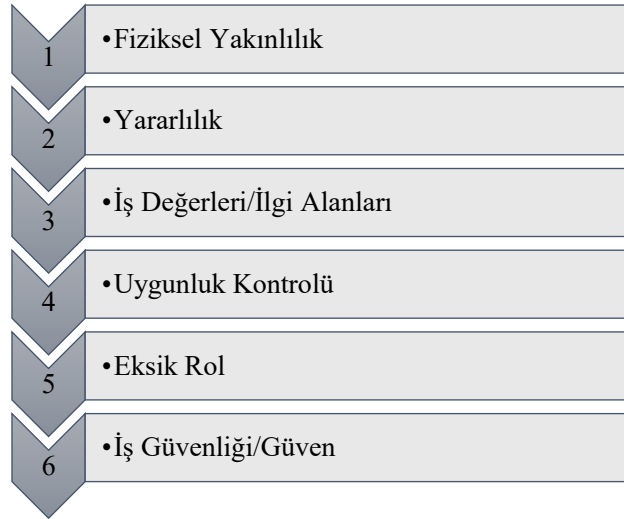 1
•Fiziksel Yakınlılık
2
•Yararlılık
3
•İş Değerleri/İlgi Alanları
4
•Uygunluk Kontrolü
5
•Eksik Rol
6
•İş Güvenliği/Güven